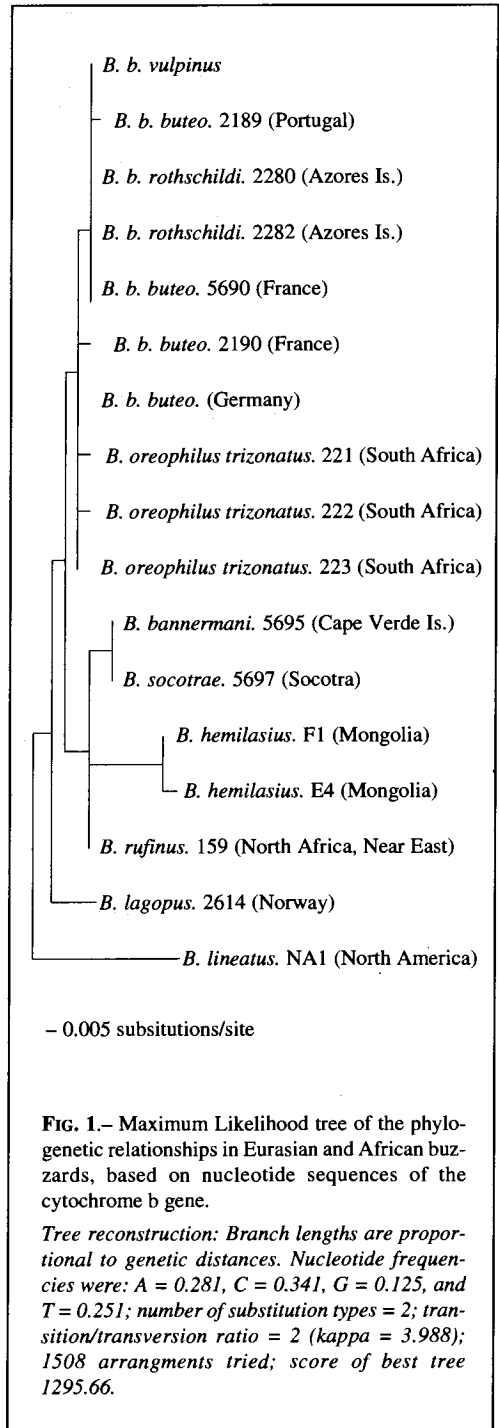 B. b. vulpinus
B. b. buteo. 2189 (Portugal)
B. b. rothschildi. 2280 (Azores Is.)
B. b. rothschildi. 2282 (Azores Is.)
B. b. buteo. 5690 (France)
B. b. buteo. 2190 (France)
B. b. buteo. (Germany)
B. oreophilus trizonatus. 221 (South Africa)
B. oreophilus trizonatus. 222 (South Africa)
B. oreophilus trizonatus. 223 (South Africa)
B. bannermani. 5695 (Cape Verde Is.)
B. socotrae. 5697 (Socotra)
B. hemilasius. F1 (Mongolia)
B. hemilasius. E4 (Mongolia)
B. rufinus. 159 (North Africa, Near East)
B. lagopus. 2614 (Norway)
B. lineatus. NA1 (North America)
– 0.005 subsitutions/site
FIG. 1.– Maximum Likelihood tree of the phylo-
genetic relationships in Eurasian and African buz-
zards, based on nucleotide sequences of the
cytochrome b gene.
Tree reconstruction: Branch lengths are propor-
tional to genetic distances. Nucleotide frequen-
cies were: A = 0.281, C = 0.341, G = 0.125, and
T = 0.251; number of substitution types = 2; tran-
sition/transversion ratio = 2 (kappa = 3.988);
1508 arrangments tried; score of best tree
1295.66.